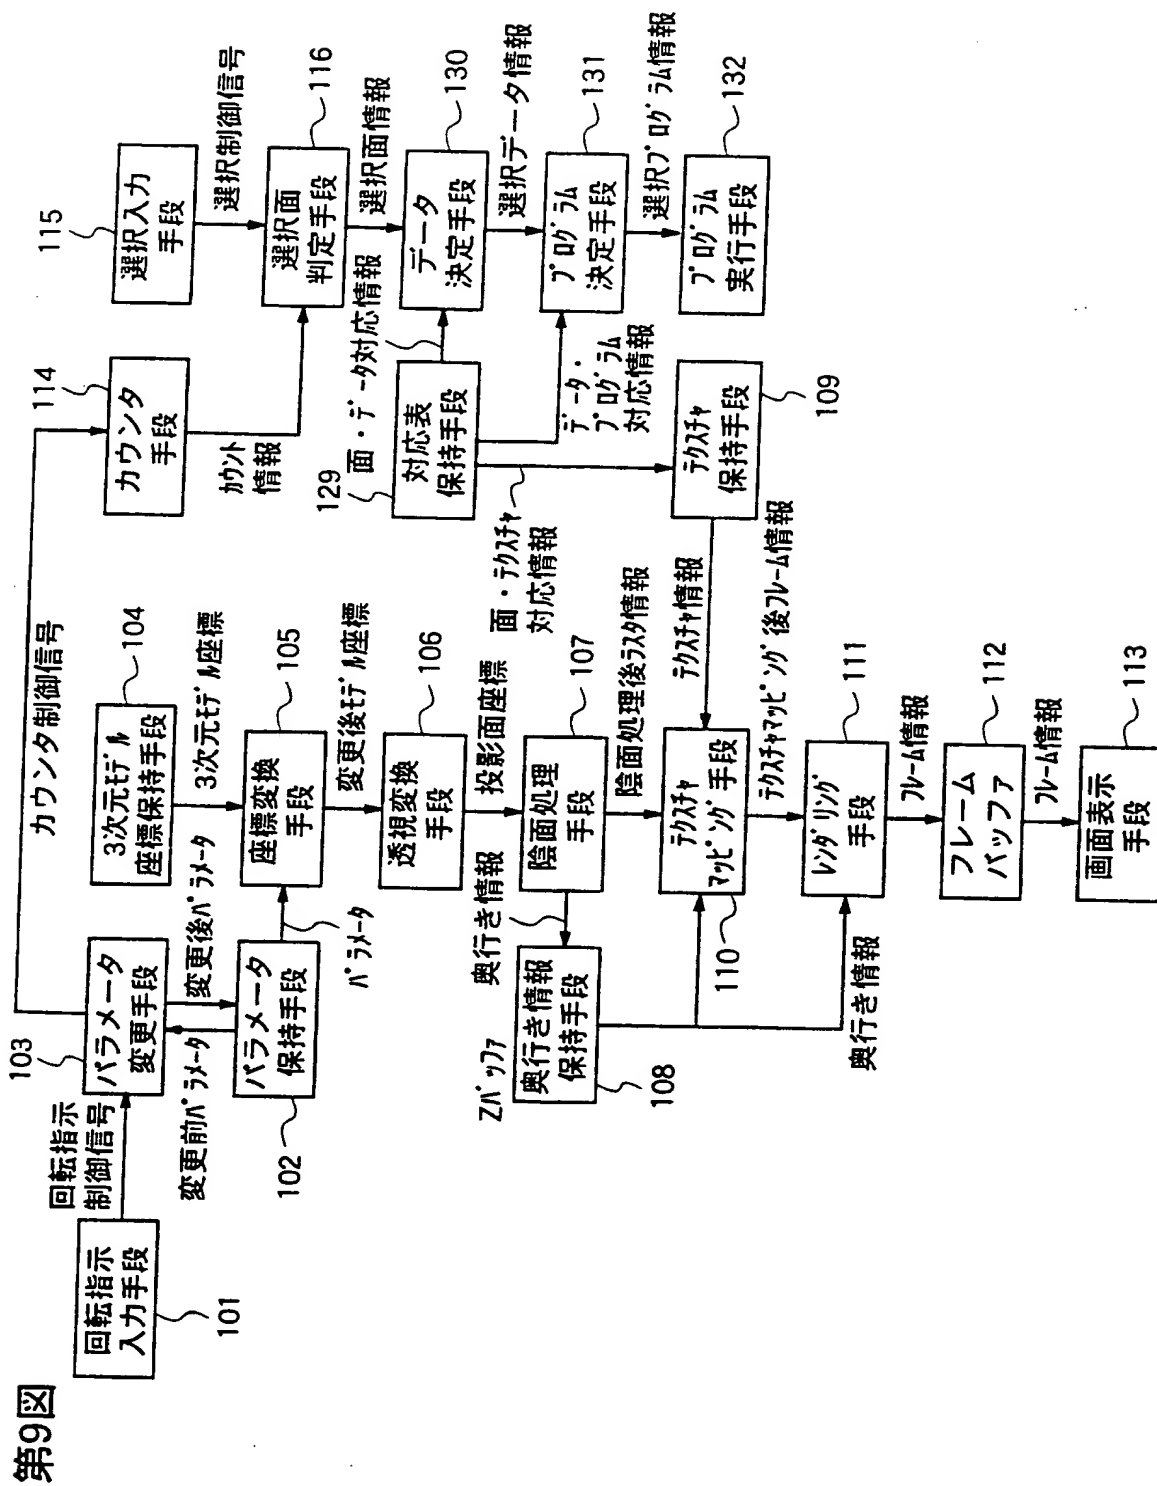 第9図
回転指示
入力手段
101
回転指示
制御信号
103
パラメータ
変更手段
変更前パラメータ
変更後パラメータ
パラメータ
保持手段
102
パラメータ
カウンタ制御信号
3次元モデル
座標保持手段
104
3次元モデル座標
座標変換
手段
105
変更後モデル座標
透視変換
手段
106
投影面座標
陰面処理
手段
107
奥行き情報
Zバッファ
奥行き情報
保持手段
108
陰面処理後ラスタ情報
テクスチャ
マッピング手段
110
奥行き情報
テクスチャマッピング後フレーム情報
レンダリング
手段
111
フレーム情報
フレーム
バッファ
112
フレーム情報
画面表示
手段
113
114
カウンタ
手段
カウント
情報
115
選択入力
手段
選択制御信号
選択面
判定手段
116
選択面情報
129
対応表
保持手段
面・データ対応情報
データ
決定手段
130
選択データ情報
データ・
プログラム
対応情報
プログラム
決定手段
131
選択プログラム情報
プログラム
実行手段
132
面・テクスチャ
対応情報
テクスチャ
保持手段
109
テクスチャ情報